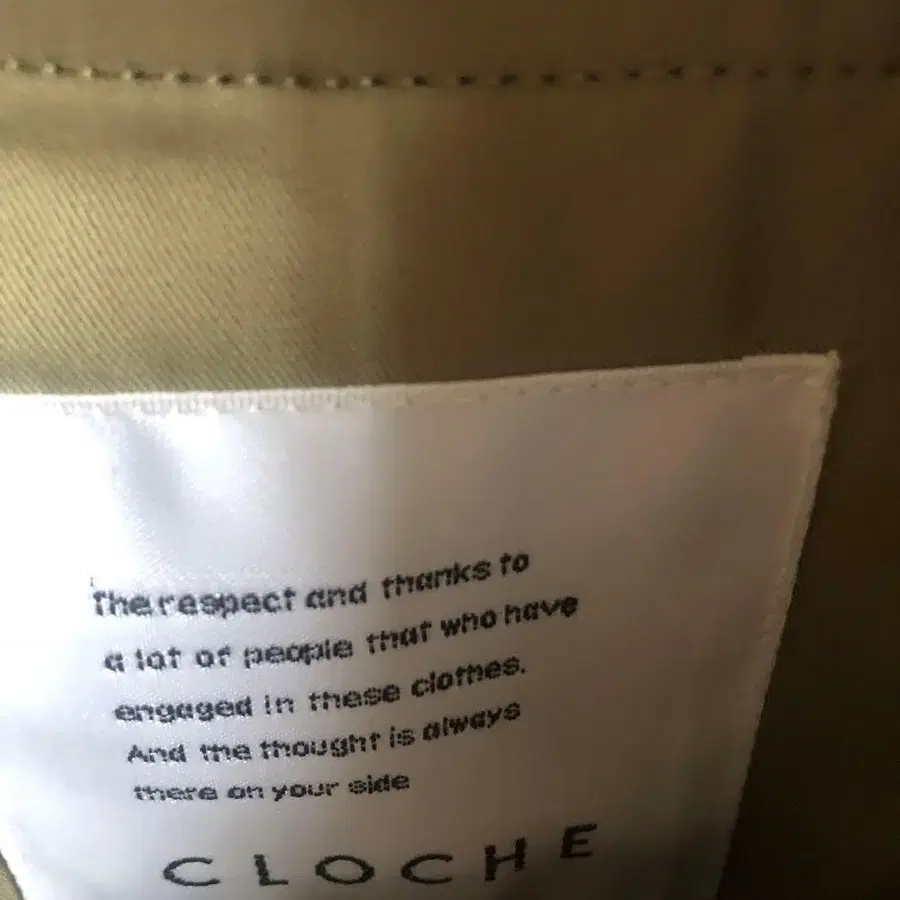 The respect and thanks to
a lot of people that who have
engaged in these clothes.
And the thought is always
there on your side
CLOCHE